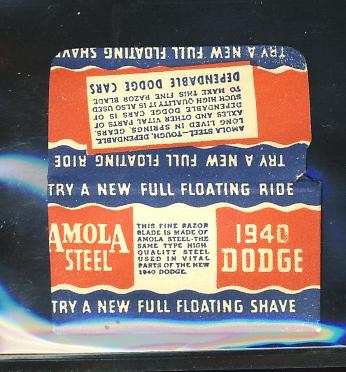 TRY A NEW FULL FLOATING SHAVE
AMOLA STEEL-TOUGH, DEPENDABLE,
LONG LIVED IN SPRINGS, GEARS
AXLES AND OTHER VITAL PARTS OF
DEPENDABLE DODGE CARS IS OF
SUCH HIGH QUALITY IT IS ALSO USED
TO MAKE THIS FINE RAZOR BLADE
DEPENDABLE DODGE CARS
TRY A NEW FULL FLOATING RIDE
TRY A NEW FULL FLOATING RIDE
AMOLA
STEEL
THIS FINE RAZOR
BLADE IS MADE OF
AMOLA STEEL-THE
SAME TYPE HIGH
QUALITY STEEL
USED IN VITAL
PARTS OF THE NEW
1940 DODGE.
1940
DODGE
TRY A NEW FULL FLOATING SHAVE